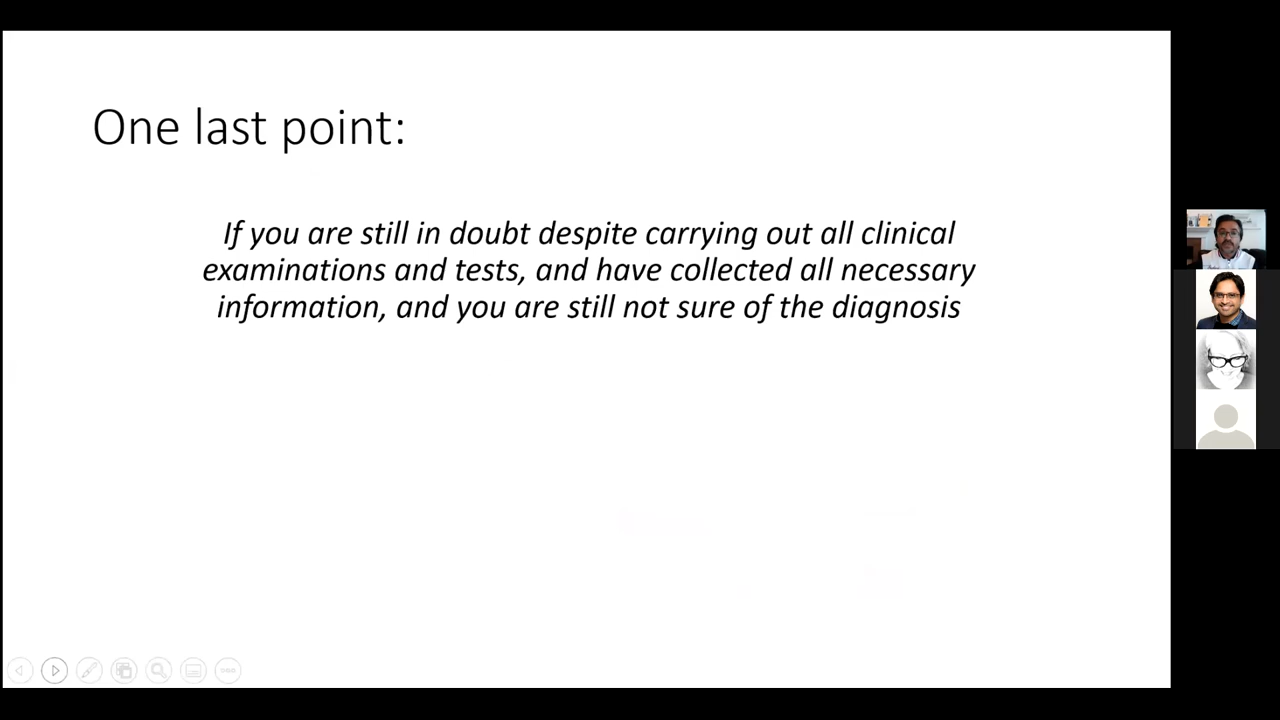 One last point:
If you are still in doubt despite carrying out all clinical
examinations and tests, and have collected all necessary
information, and you are still not sure of the diagnosis